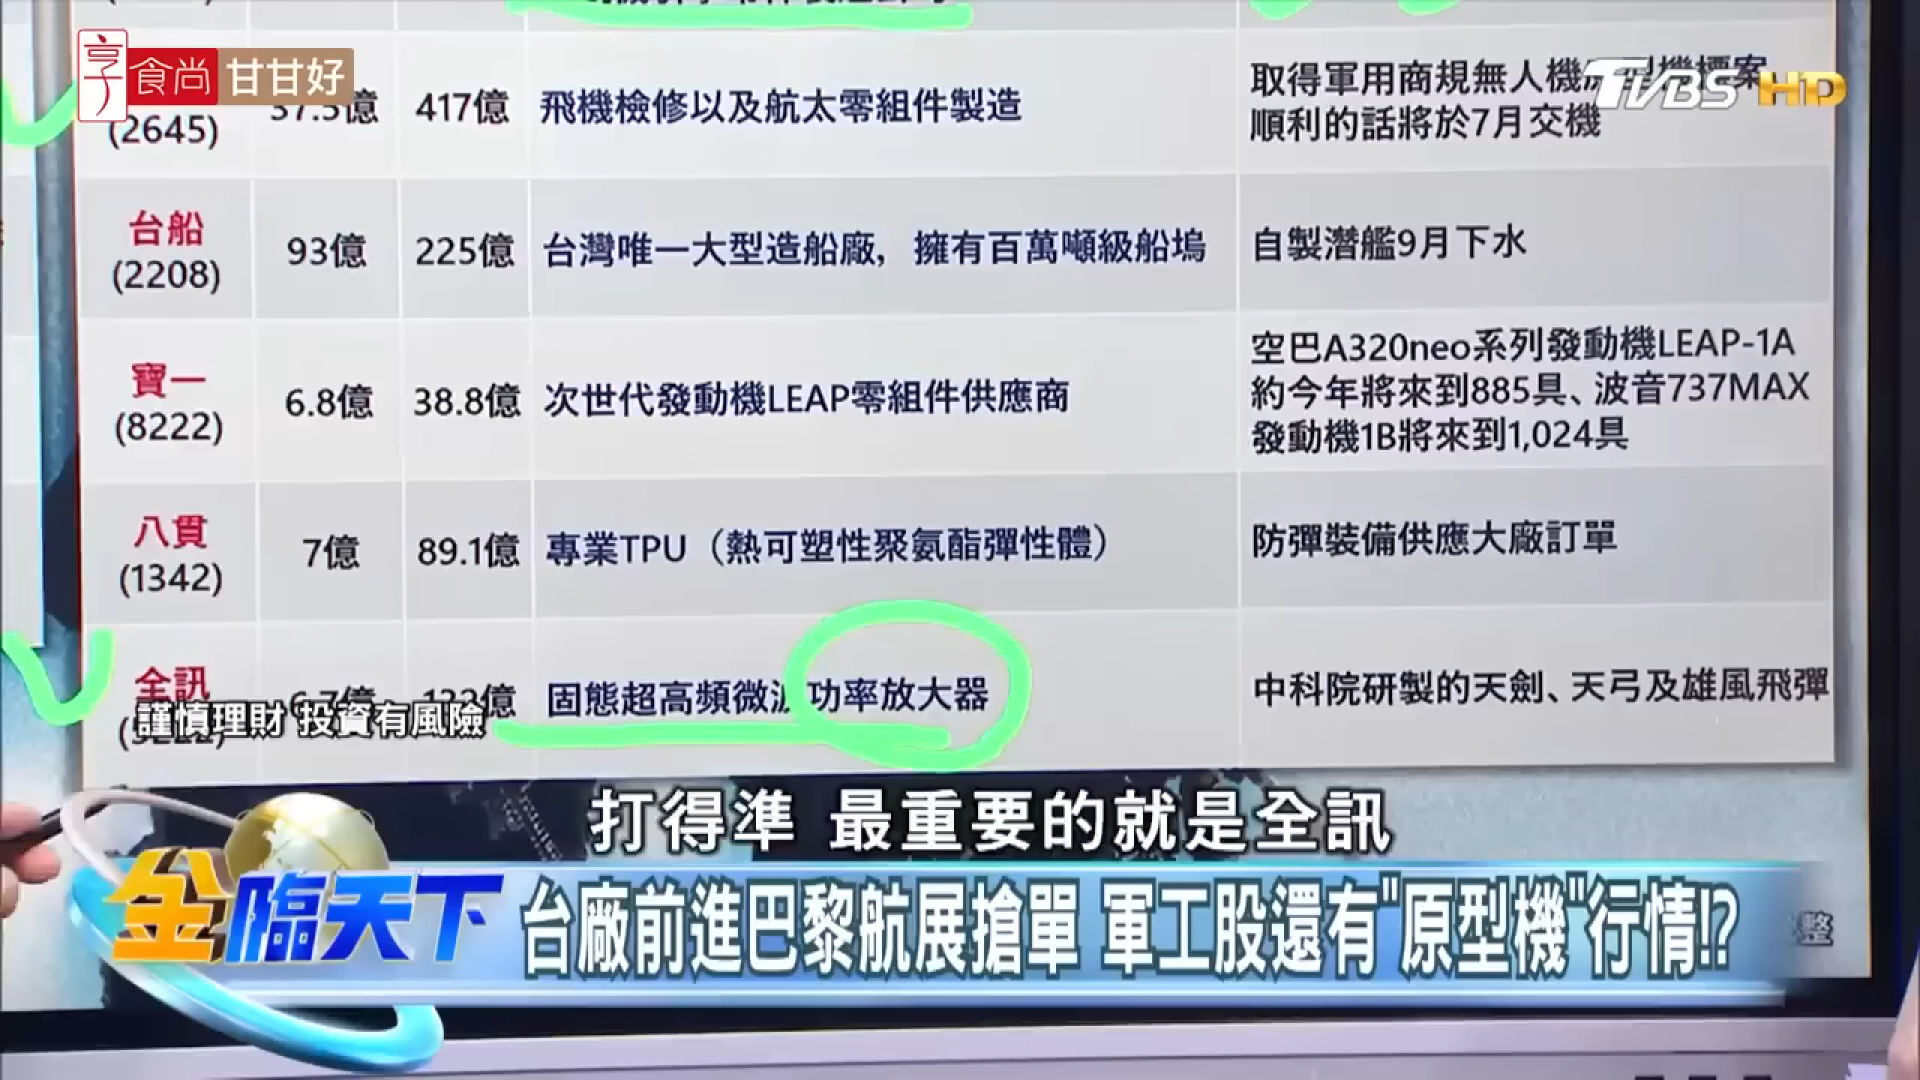 享食尚 甘甘好
TVBS HD
(2645)
37.5億
417億
飛機檢修以及航太零組件製造
取得軍用商規無人機
順利的話將於7月交機
台船
(2208)
93億
225億
台灣唯一大型造船廠，擁有百萬噸級船塢
自製潛艦9月下水
寶一
(8222)
6.8億
38.8億
次世代發動機LEAP零組件供應商
空巴A320neo系列發動機LEAP-1A
約今年將來到885具、波音737MAX
發動機1B將來到1,024具
八貫
(1342)
7億
89.1億
專業TPU（熱可塑性聚氨酯彈性體）
防彈裝備供應大廠訂單
全訊
固態超高頻微波功率放大器
中科院研製的天劍、天弓及雄風飛彈
謹慎理財 投資有風險
打得準 最重要的就是全訊
金臨天下
台廠前進巴黎航展搶單 軍工股還有"原型機"行情!?
整